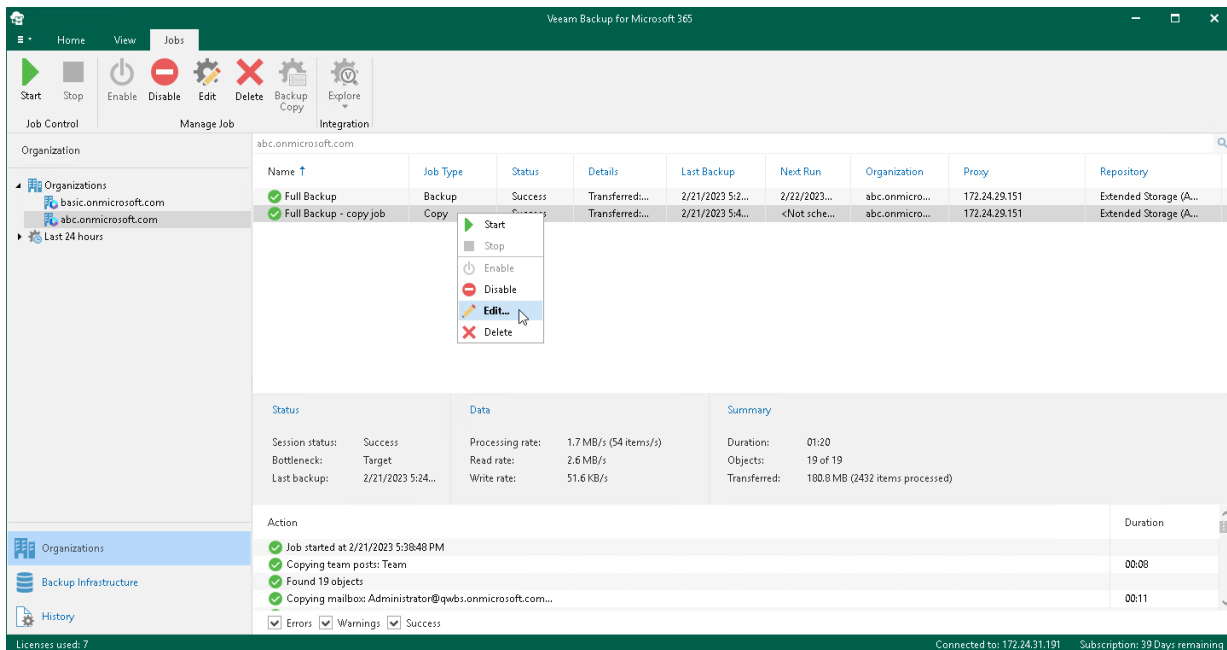 Veeam Backup for Microsoft 365
Home View Jobs
Start Stop Enable Disable Edit Delete Backup Copy Explore
Job Control Manage Job Integration
Organization
Organizations
basic.onmicrosoft.com
abc.onmicrosoft.com
Last 24 hours
abc.onmicrosoft.com
Name Job Type Status Details Last Backup Next Run Organization Proxy Repository
Full Backup Backup Success Transferred:... 2/21/2023 5:2... 2/22/2023... abc.onmicro... 172.24.29.151 Extended Storage (A...
Full Backup - copy job Copy Success Transferred:... 2/21/2023 5:4... <Not sche... abc.onmicro... 172.24.29.151 Extended Storage (A...
Start
Stop
Enable
Disable
Edit...
Delete
Status Data Summary
Session status: Success Processing rate: 1.7 MB/s (54 items/s) Duration: 01:20
Bottleneck: Target Read rate: 2.6 MB/s Objects: 19 of 19
Last backup: 2/21/2023 5:24... Write rate: 51.6 KB/s Transferred: 180.8 MB (2432 items processed)
Action Duration
Job started at 2/21/2023 5:38:48 PM
Copying team posts: Team 00:08
Found 19 objects
Copying mailbox: Administrator@qwbs.onmicrosoft.com... 00:11
Errors Warnings Success
Organizations
Backup Infrastructure
History
Licenses used: 7 Connected to: 172.24.31.191 Subscription: 39 Days remaining